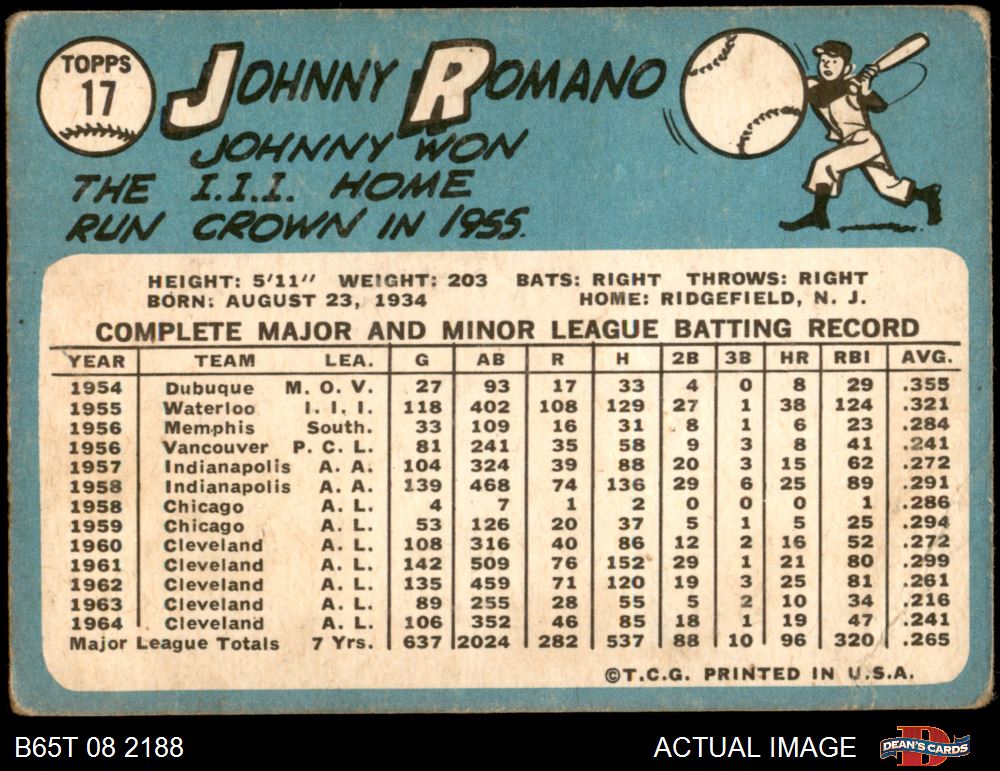 TOPPS
17
JOHNNY ROMANO
JOHNNY WON
THE I.I.I. HOME
RUN CROWN IN 1955.
HEIGHT: 5'11" WEIGHT: 203 BATS: RIGHT THROWS: RIGHT
BORN: AUGUST 23, 1934 HOME: RIDGEFIELD, N. J.
COMPLETE MAJOR AND MINOR LEAGUE BATTING RECORD
YEAR TEAM LEA. G AB R H 2B 3B HR RBI AVG.
1954 Dubuque M. O. V. 27 93 17 33 4 0 8 29 .355
1955 Waterloo I. I. I. 118 402 108 129 27 1 38 124 .321
1956 Memphis South. 33 109 16 31 8 1 6 23 .284
1956 Vancouver P. C. L. 81 241 35 58 9 3 8 41 .241
1957 Indianapolis A. A. 104 324 39 88 20 3 15 62 .272
1958 Indianapolis A. A. 139 468 74 136 29 6 25 89 .291
1958 Chicago A. L. 4 7 1 2 0 0 0 1 .286
1959 Chicago A. L. 53 126 20 37 5 1 5 25 .294
1960 Cleveland A. L. 108 316 40 86 12 2 16 52 .272
1961 Cleveland A. L. 142 509 76 152 29 1 21 80 .299
1962 Cleveland A. L. 135 459 71 120 19 3 25 81 .261
1963 Cleveland A. L. 89 255 28 55 5 2 10 34 .216
1964 Cleveland A. L. 106 352 46 85 18 1 19 47 .241
Major League Totals 7 Yrs. 637 2024 282 537 88 10 96 320 .265
©T.C.G. PRINTED IN U.S.A.
B65T 08 2188 ACTUAL IMAGE DEAN'S CARDS